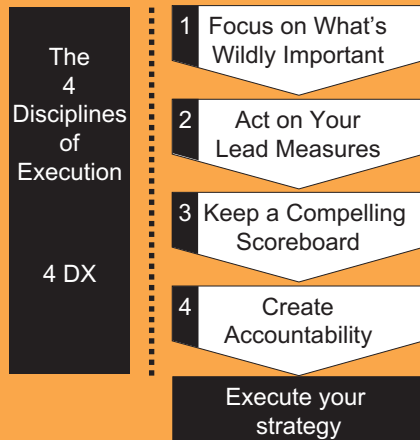 The
4
Disciplines
of
Execution
4 DX
1 Focus on What's
Wildly Important
2 Act on Your
Lead Measures
3 Keep a Compelling
Scoreboard
4 Create
Accountability
Execute your
strategy